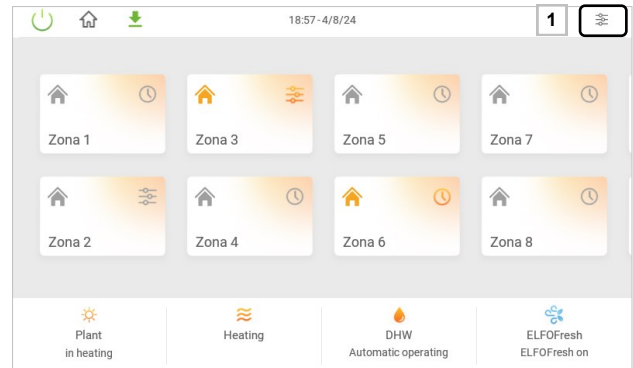 18:57-4/8/24
1
Zona 1
Zona 3
Zona 5
Zona 7
Zona 2
Zona 4
Zona 6
Zona 8
Plant
in heating
Heating
DHW
Automatic operating
ELFOFresh
ELFOFresh on